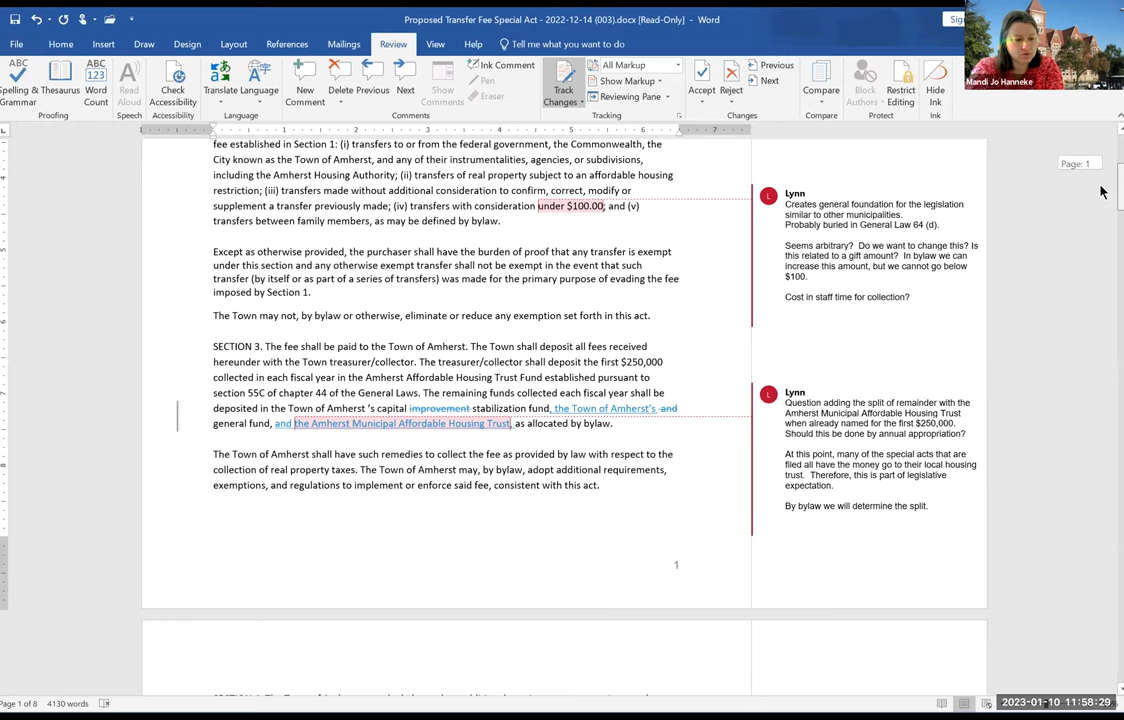 Proposed Transfer Fee Special Act - 2022-12-14 (003).docx [Read-Only] - Word
Sign
File Home Insert Draw Design Layout References Mailings Review View Help Tell me what you want to do
Mandi Jo Hanneke
Spelling & Grammar
Thesaurus
Word Count
Read Aloud
Check Accessibility
Translate
Language
New Comment
Delete
Previous
Next
Show Comments
Ink Comment
Pen
Eraser
Track Changes
All Markup
Show Markup
Reviewing Pane
Accept
Reject
Previous
Next
Compare
Block Authors
Restrict Editing
Hide Ink
Proofing Speech Accessibility Language Comments Tracking Changes Compare Protect Ink
1 1 2 3 4 5 6 7
Page: 1
fee established in Section 1: (i) transfers to or from the federal government, the Commonwealth, the
City known as the Town of Amherst, and any of their instrumentalities, agencies, or subdivisions,
including the Amherst Housing Authority; (ii) transfers of real property subject to an affordable housing
restriction; (iii) transfers made without additional consideration to confirm, correct, modify or
supplement a transfer previously made; (iv) transfers with consideration under $100.00; and (v)
transfers between family members, as may be defined by bylaw.
Except as otherwise provided, the purchaser shall have the burden of proof that any transfer is exempt
under this section and any otherwise exempt transfer shall not be exempt in the event that such
transfer (by itself or as part of a series of transfers) was made for the primary purpose of evading the fee
imposed by Section 1.
The Town may not, by bylaw or otherwise, eliminate or reduce any exemption set forth in this act.
SECTION 3. The fee shall be paid to the Town of Amherst. The Town shall deposit all fees received
hereunder with the Town treasurer/collector. The treasurer/collector shall deposit the first $250,000
collected in each fiscal year in the Amherst Affordable Housing Trust Fund established pursuant to
section 55C of chapter 44 of the General Laws. The remaining funds collected each fiscal year shall be
deposited in the Town of Amherst 's capital improvement stabilization fund, the Town of Amherst's and
general fund, and the Amherst Municipal Affordable Housing Trust, as allocated by bylaw.
The Town of Amherst shall have such remedies to collect the fee as provided by law with respect to the
collection of real property taxes. The Town of Amherst may, by bylaw, adopt additional requirements,
exemptions, and regulations to implement or enforce said fee, consistent with this act.
1
L Lynn
Creates general foundation for the legislation
similar to other municipalities.
Probably buried in General Law 64 (d).
Seems arbitrary? Do we want to change this? Is
this related to a gift amount? In bylaw we can
increase this amount, but we cannot go below
$100.
Cost in staff time for collection?
L Lynn
Question adding the split of remainder with the
Amherst Municipal Affordable Housing Trust
when already named for the first $250,000.
Should this be done by annual appropriation?
At this point, many of the special acts that are
filed all have the money go to their local housing
trust. Therefore, this is part of legislative
expectation.
By bylaw we will determine the split.
Page 1 of 8 4130 words
2023-01-10 11:58:29